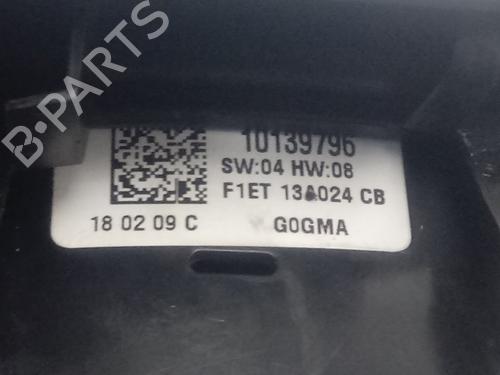 B-PARTS
10139796
SW:04 HW:08
F1ET 13A024 CB
18 02 09 C G0GMA